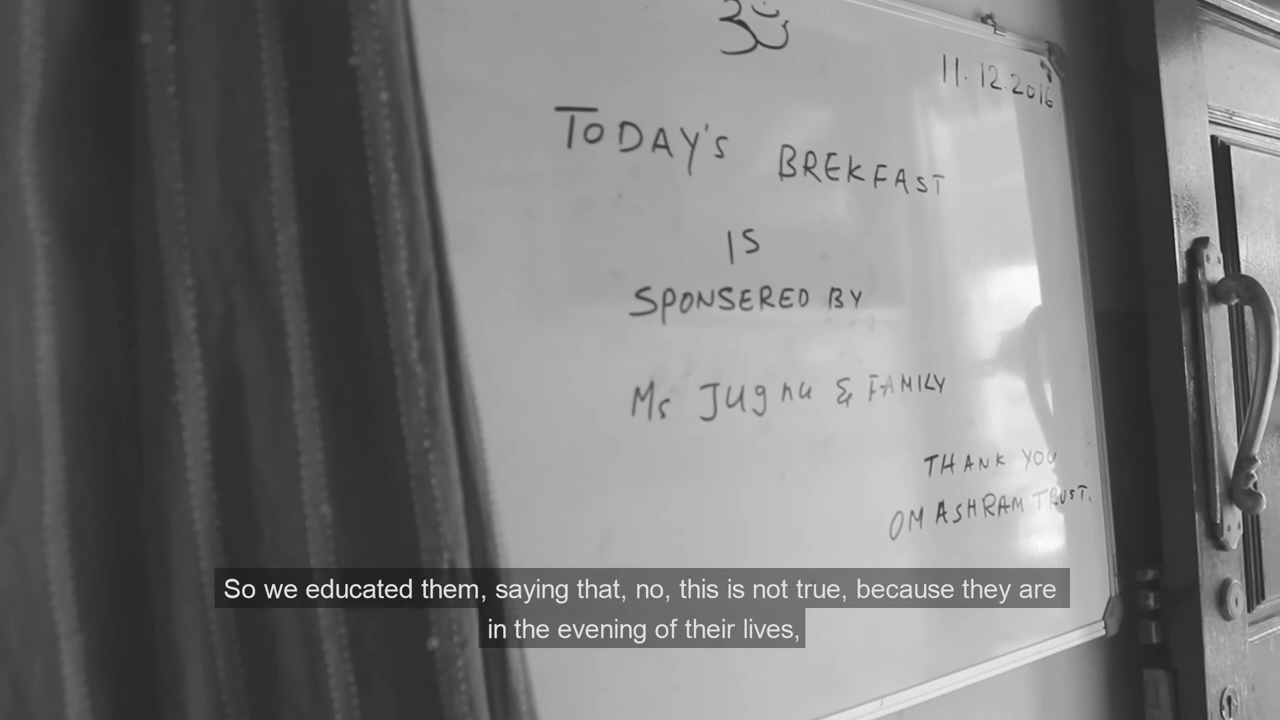 ॐ
11.12.2016
TODAY'S BREKFAST
IS
SPONSERED BY
Mr Jugnu & FAMILY
THANK YOU
OM ASHRAM TRUST.
So we educated them, saying that, no, this is not true, because they are
in the evening of their lives,